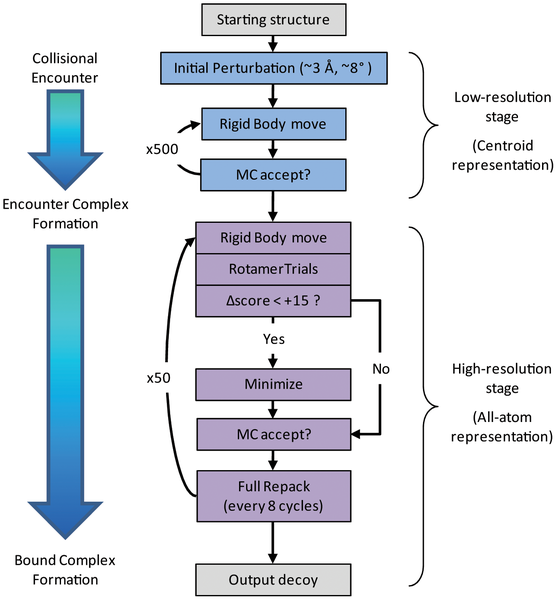 Starting structure
Collisional
Encounter
Initial Perturbation (~3 Å, ~8° )
Low-resolution
stage
(Centroid
representation)
Rigid Body move
x500
MC accept?
Encounter Complex
Formation
Rigid Body move
RotamerTrials
Δscore < +15 ?
Yes
No
x50
Minimize
High-resolution
stage
(All-atom
representation)
MC accept?
Full Repack
(every 8 cycles)
Bound Complex
Formation
Output decoy